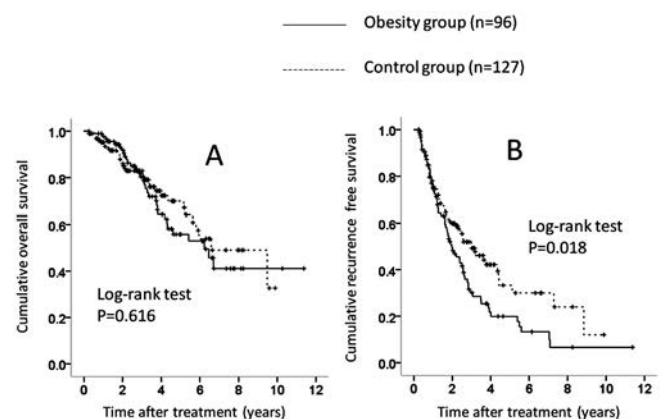 Obesity group (n=96)
Control group (n=127)
A
B
Cumulative overall survival
1.0
0.8
0.6
0.4
0.2
0.0
Log-rank test
P=0.616
0 2 4 6 8 10 12
Time after treatment (years)
Cumulative recurrence free survival
1.0
0.8
0.6
0.4
0.2
0.0
Log-rank test
P=0.018
0 2 4 6 8 10 12
Time after treatment (years)